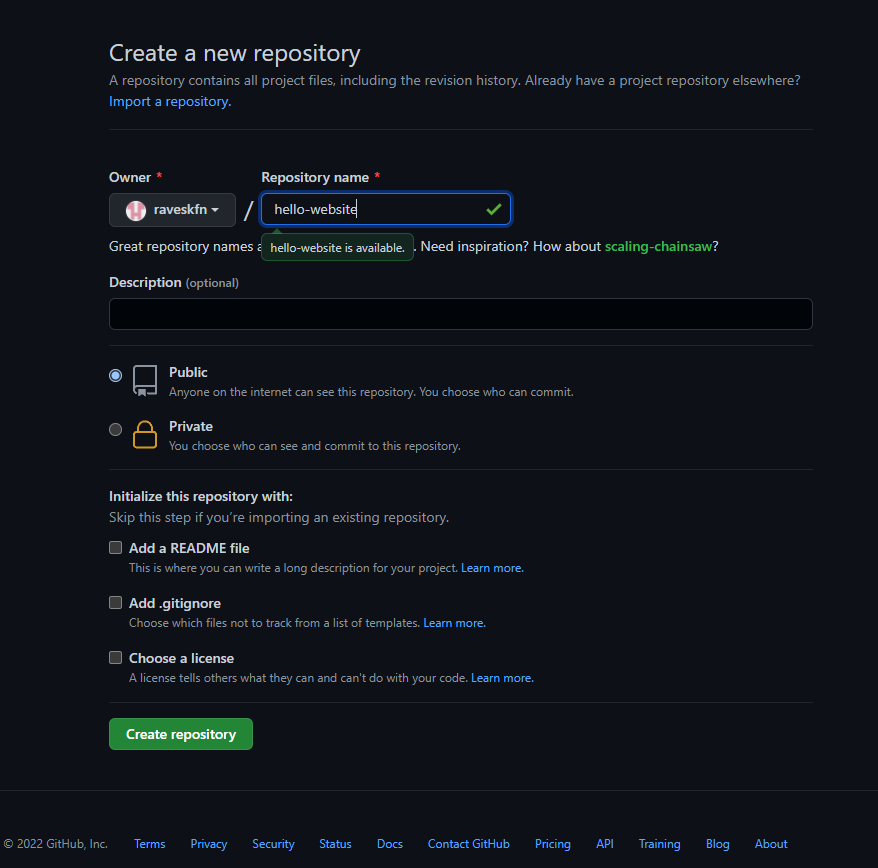 Create a new repository
A repository contains all project files, including the revision history. Already have a project repository elsewhere?
Import a repository.
Owner * Repository name *
raveskfn / hello-website
Great repository names a . Need inspiration? How about scaling-chainsaw?
hello-website is available.
Description (optional)
Public
Anyone on the internet can see this repository. You choose who can commit.
Private
You choose who can see and commit to this repository.
Initialize this repository with:
Skip this step if you’re importing an existing repository.
Add a README file
This is where you can write a long description for your project. Learn more.
Add .gitignore
Choose which files not to track from a list of templates. Learn more.
Choose a license
A license tells others what they can and can't do with your code. Learn more.
Create repository
© 2022 GitHub, Inc. Terms Privacy Security Status Docs Contact GitHub Pricing API Training Blog About